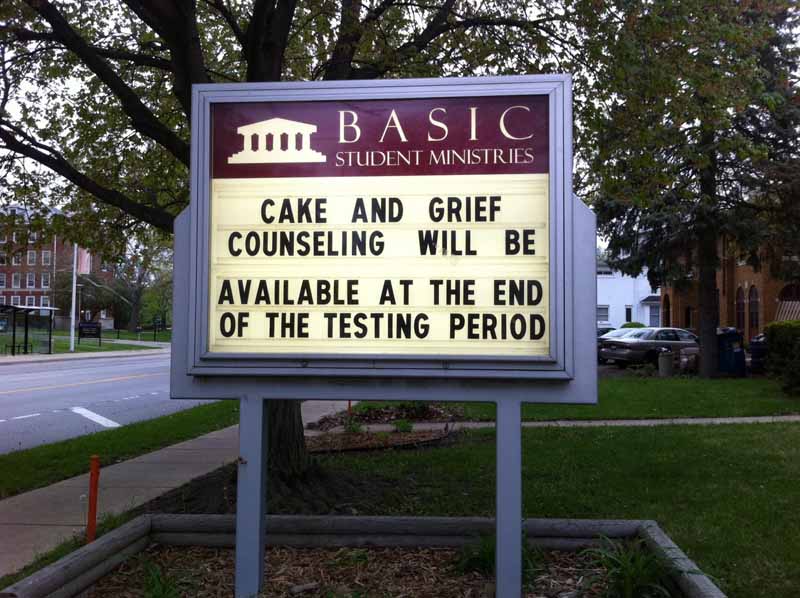 BASIC
STUDENT MINISTRIES
CAKE AND GRIEF
COUNSELING WILL BE
AVAILABLE AT THE END
OF THE TESTING PERIOD